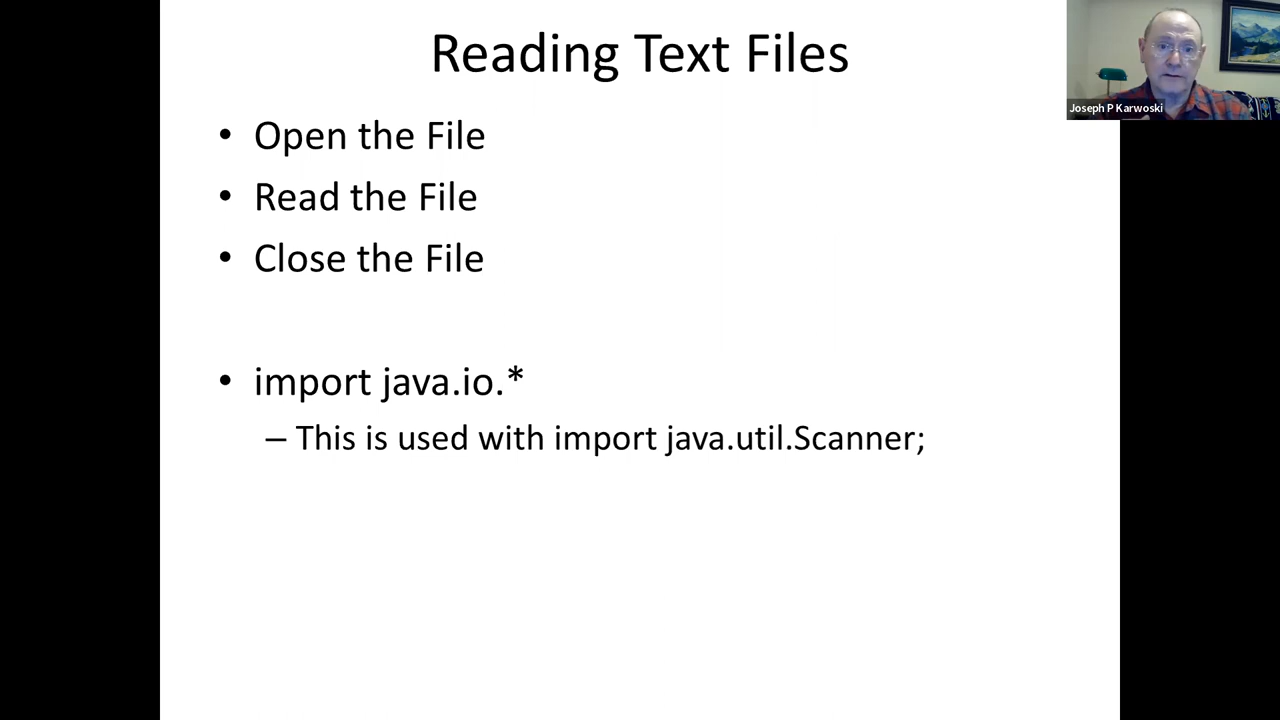 Reading Text Files
Joseph P Karwoski
• Open the File
• Read the File
• Close the File
• import java.io.*
– This is used with import java.util.Scanner;